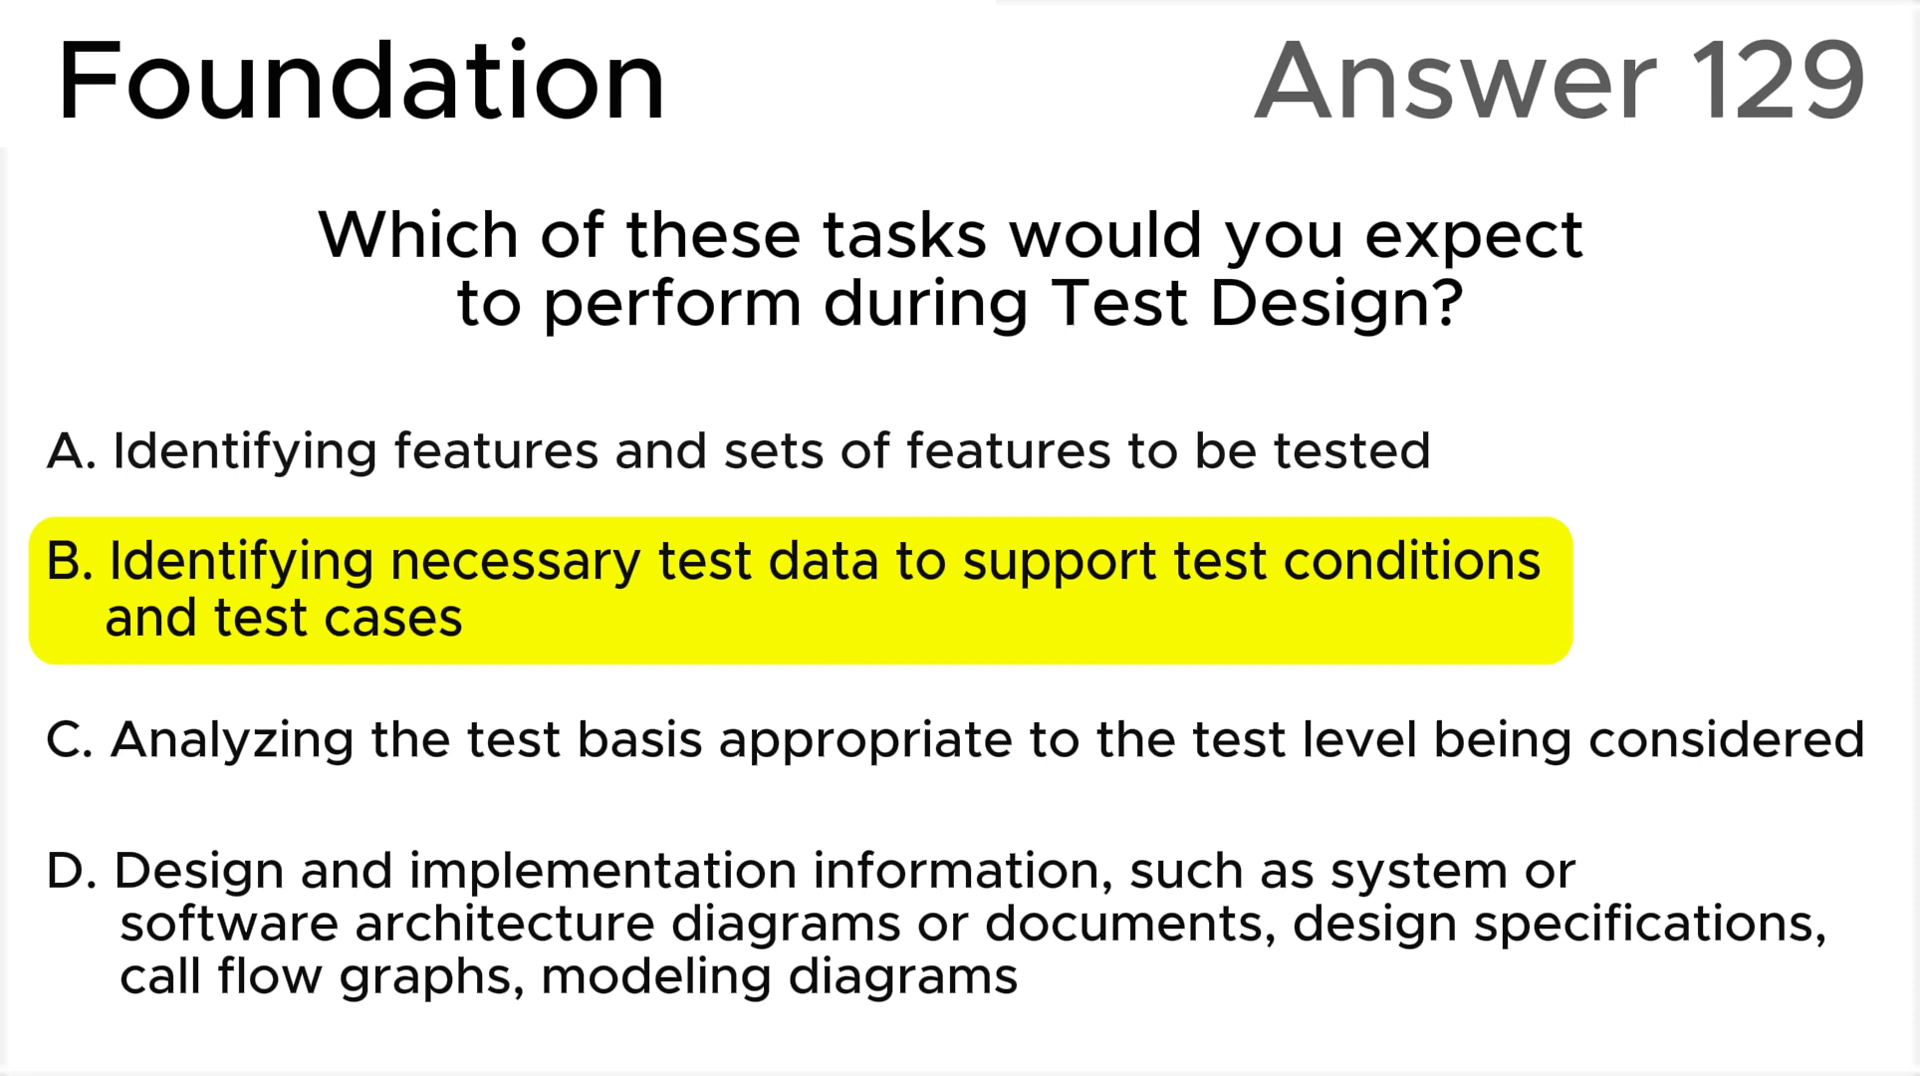 Foundation
Answer 129
Which of these tasks would you expect
to perform during Test Design?
A. Identifying features and sets of features to be tested
B. Identifying necessary test data to support test conditions
and test cases
C. Analyzing the test basis appropriate to the test level being considered
D. Design and implementation information, such as system or
software architecture diagrams or documents, design specifications,
call flow graphs, modeling diagrams